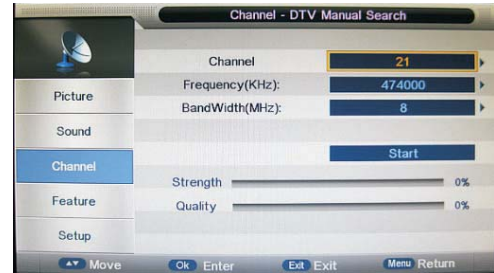 Channel - DTV Manual Search
Channel 21
Frequency(KHz): 474000
BandWidth(MHz): 8
Start
Strength 0%
Quality 0%
Picture
Sound
Channel
Feature
Setup
Move Ok Enter Exit Exit Menu Return